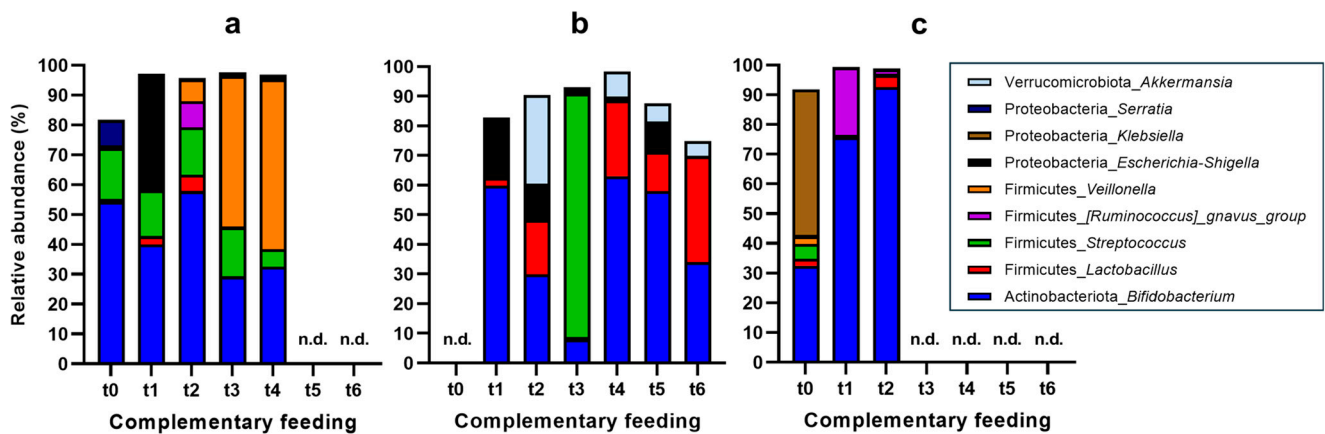 a
b
c
Relative abundance (%)
100
90
80
70
60
50
40
30
20
10
0
n.d. n.d.
t0 t1 t2 t3 t4 t5 t6
Complementary feeding
100
90
80
70
60
50
40
30
20
10
0
n.d.
t0 t1 t2 t3 t4 t5 t6
Complementary feeding
100
90
80
70
60
50
40
30
20
10
0
n.d. n.d. n.d. n.d.
t0 t1 t2 t3 t4 t5 t6
Complementary feeding
Verrucomicrobiota_Akkermansia
Proteobacteria_Serratia
Proteobacteria_Klebsiella
Proteobacteria_Escherichia-Shigella
Firmicutes_Veillonella
Firmicutes_[Ruminococcus]_gnavus_group
Firmicutes_Streptococcus
Firmicutes_Lactobacillus
Actinobacteriota_Bifidobacterium